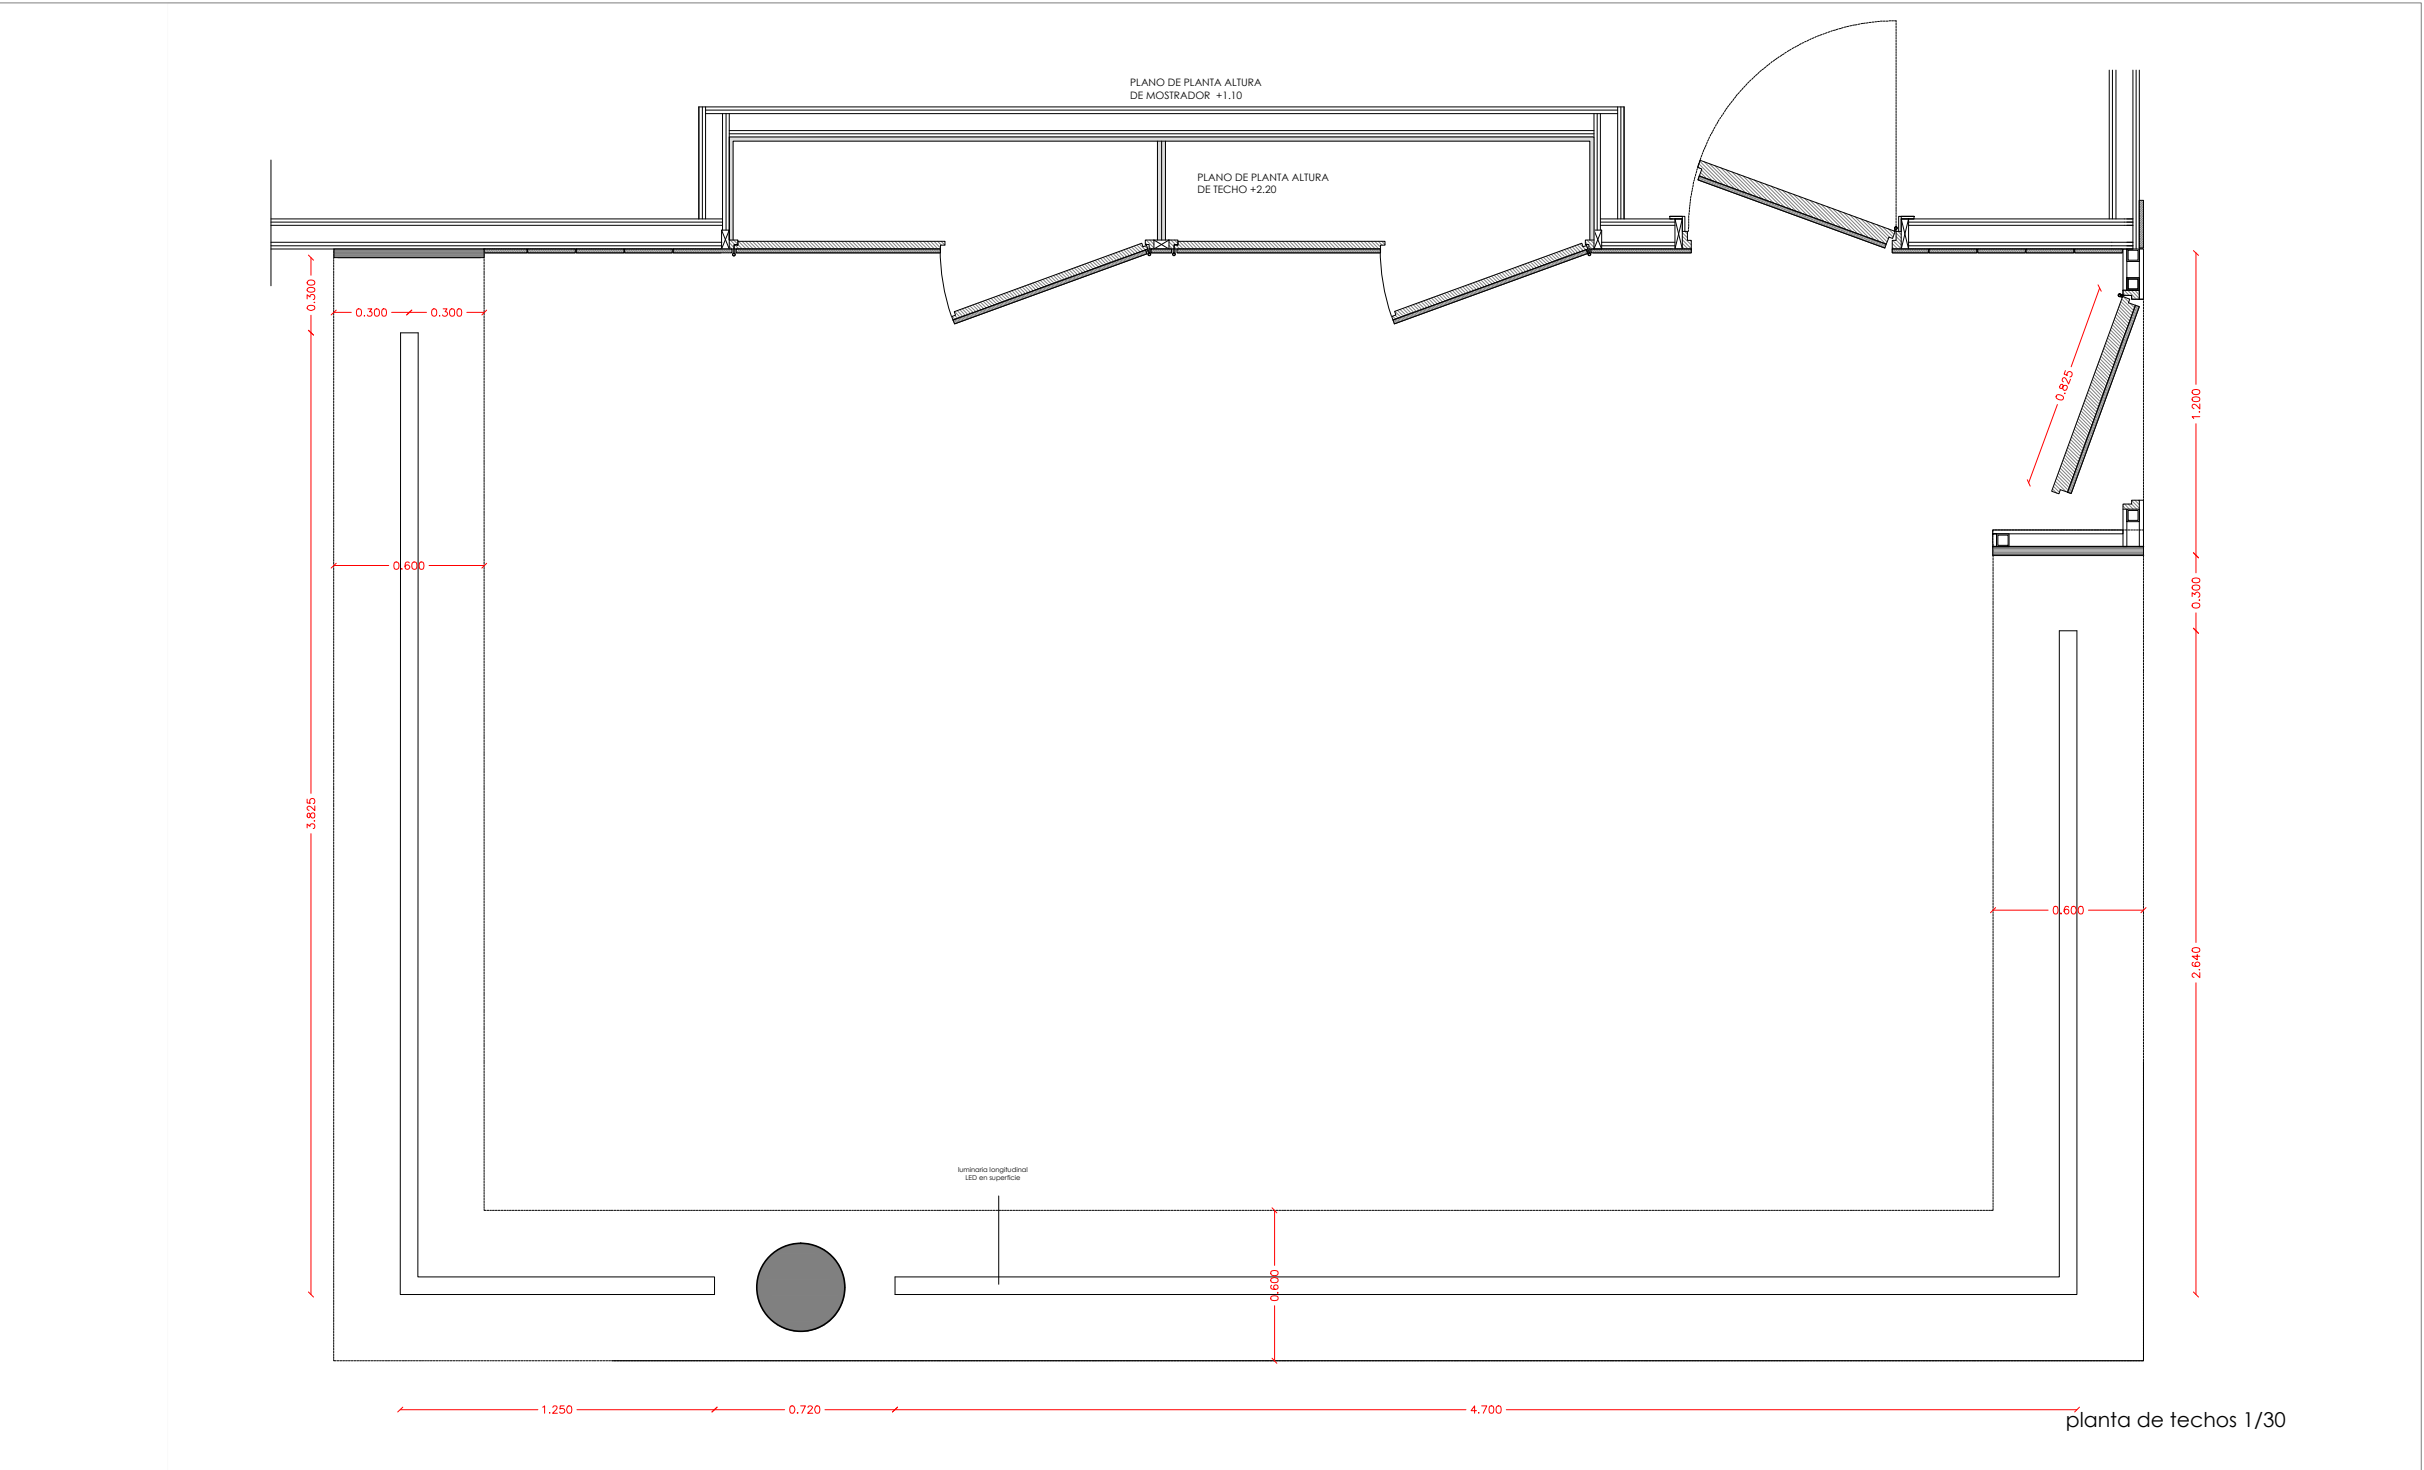 PLANO DE PLANTA ALTURA
DE MOSTRADOR +1.10
PLANO DE PLANTA ALTURA
DE TECHO +2.20
0.300
0.300
0.300
0.825
1.200
0.600
0.300
3.825
0.600
2.640
luminaria longitudinal
LED en superficie
0.600
1.250
0.720
4.700
planta de techos 1/30